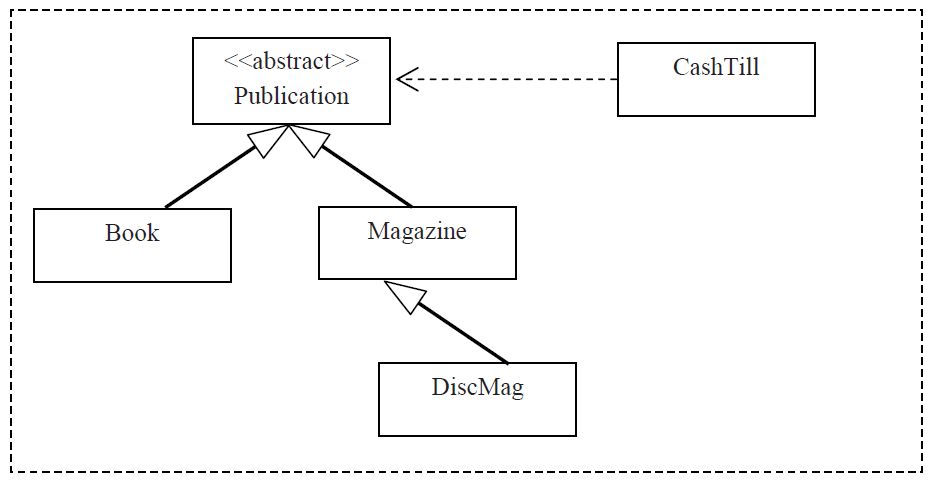 <<abstract>>
Publication
CashTill
Book
Magazine
DiscMag